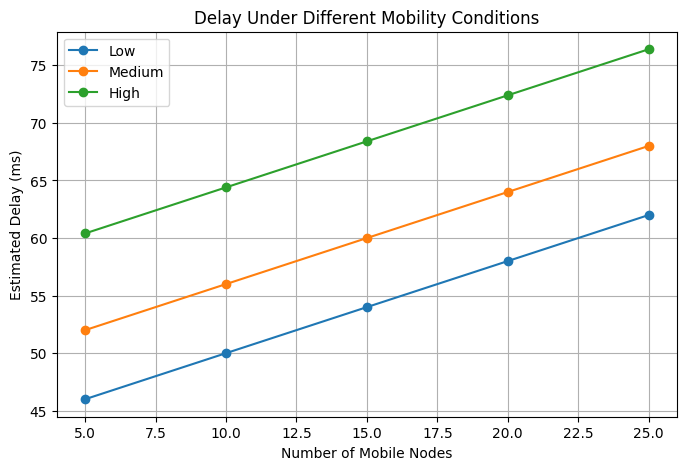 Delay Under Different Mobility Conditions
Low
Medium
High
Estimated Delay (ms)
75
70
65
60
55
50
45
5.0 7.5 10.0 12.5 15.0 17.5 20.0 22.5 25.0
Number of Mobile Nodes